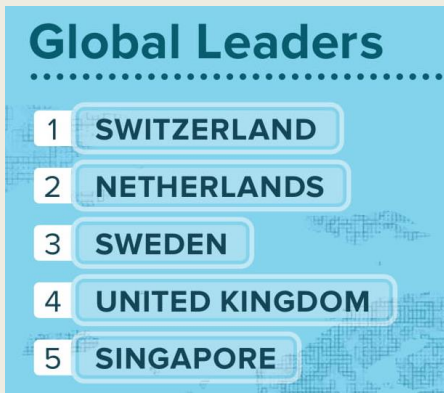 Global Leaders
1 SWITZERLAND
2 NETHERLANDS
3 SWEDEN
4 UNITED KINGDOM
5 SINGAPORE